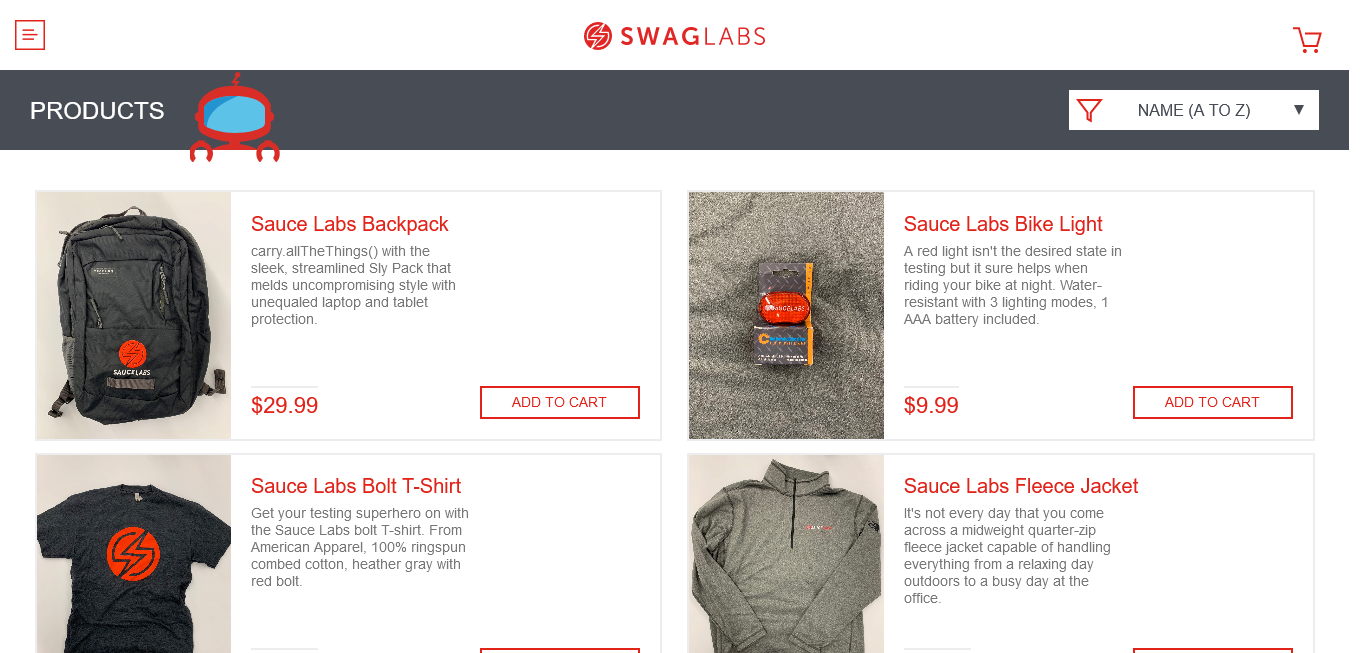 SWAGLABS
PRODUCTS
NAME (A TO Z) ▼
Sauce Labs Backpack
carry.allTheThings() with the
sleek, streamlined Sly Pack that
melds uncompromising style with
unequaled laptop and tablet
protection.
$29.99
ADD TO CART
SAUCELABS
Sauce Labs Bike Light
A red light isn't the desired state in
testing but it sure helps when
riding your bike at night. Water-
resistant with 3 lighting modes, 1
AAA battery included.
$9.99
ADD TO CART
SAUCELABS
Sauce Labs Bolt T-Shirt
Get your testing superhero on with
the Sauce Labs bolt T-shirt. From
American Apparel, 100% ringspun
combed cotton, heather gray with
red bolt.
Sauce Labs Fleece Jacket
It's not every day that you come
across a midweight quarter-zip
fleece jacket capable of handling
everything from a relaxing day
outdoors to a busy day at the
office.